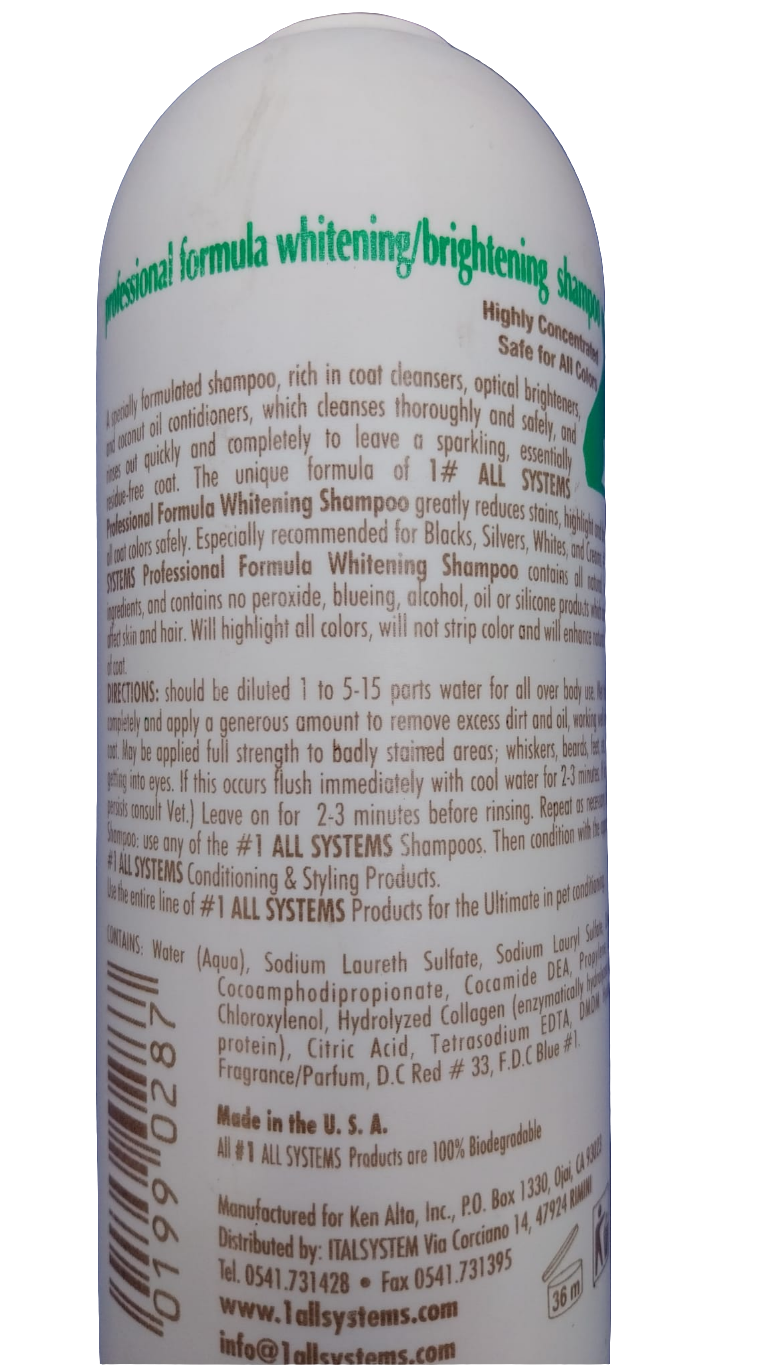 professional formula whitening/brightening shampoo
Highly Concentrated
Safe for All Colors
A specially formulated shampoo, rich in coat cleansers, optical brighteners,
and coconut oil contidioners, which cleanses thoroughly and safely, and
rinses out quickly and completely to leave a sparkling, essentially
residue-free coat. The unique formula of 1# ALL SYSTEMS
Professional Formula Whitening Shampoo greatly reduces stains, highlight and
all coat colors safely. Especially recommended for Blacks, Silvers, Whites, and
SYSTEMS Professional Formula Whitening Shampoo contains all
ingredients, and contains no peroxide, blueing, alcohol, oil or silicone products which
affect skin and hair. Will highlight all colors, will not strip color and will enhance
of coat.
DIRECTIONS: should be diluted 1 to 5-15 parts water for all over body use.
completely and apply a generous amount to remove excess dirt and oil, working
coat. May be applied full strength to badly stained areas; whiskers, beards, feet
getting into eyes. If this occurs flush immediately with cool water for 2-3 minutes.
persists consult Vet.) Leave on for 2-3 minutes before rinsing. Repeat as
Shampoo: use any of the #1 ALL SYSTEMS Shampoos. Then condition with the
#1 ALL SYSTEMS Conditioning & Styling Products.
Use the entire line of #1 ALL SYSTEMS Products for the Ultimate in pet conditioning.
CONTAINS: Water (Aqua), Sodium Laureth Sulfate, Sodium Lauryl Sulfate,
Cocoamphodipropionate, Cocamide DEA,
Chloroxylenol, Hydrolyzed Collagen (enzymatically
protein), Citric Acid, Tetrasodium EDTA, DMDM
Fragrance/Parfum, D.C Red # 33, F.D.C Blue #1.
Made in the U. S. A.
All #1 ALL SYSTEMS Products are 100% Biodegradable
Manufactured for Ken Alta, Inc., P.O. Box 1330, Ojai, CA
Distributed by: ITALSYSTEM Via Corciano 14, 47924 RIMINI
Tel. 0541.731428 • Fax 0541.731395
www.1allsystems.com
info@1allsystems.com
36 m
0199 0287